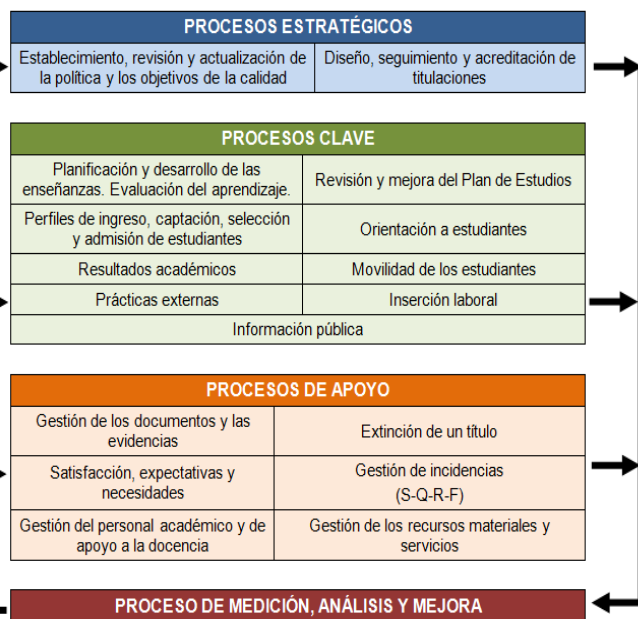 PROCESOS ESTRATÉGICOS
Establecimiento, revisión y actualización de
la política y los objetivos de la calidad
Diseño, seguimiento y acreditación de
titulaciones
PROCESOS CLAVE
Planificación y desarrollo de las
enseñanzas. Evaluación del aprendizaje.
Revisión y mejora del Plan de Estudios
Perfiles de ingreso, captación, selección
y admisión de estudiantes
Orientación a estudiantes
Resultados académicos
Movilidad de los estudiantes
Prácticas externas
Inserción laboral
Información pública
PROCESOS DE APOYO
Gestión de los documentos y las
evidencias
Extinción de un título
Satisfacción, expectativas y
necesidades
Gestión de incidencias
(S-Q-R-F)
Gestión del personal académico y de
apoyo a la docencia
Gestión de los recursos materiales y
servicios
PROCESO DE MEDICIÓN, ANÁLISIS Y MEJORA